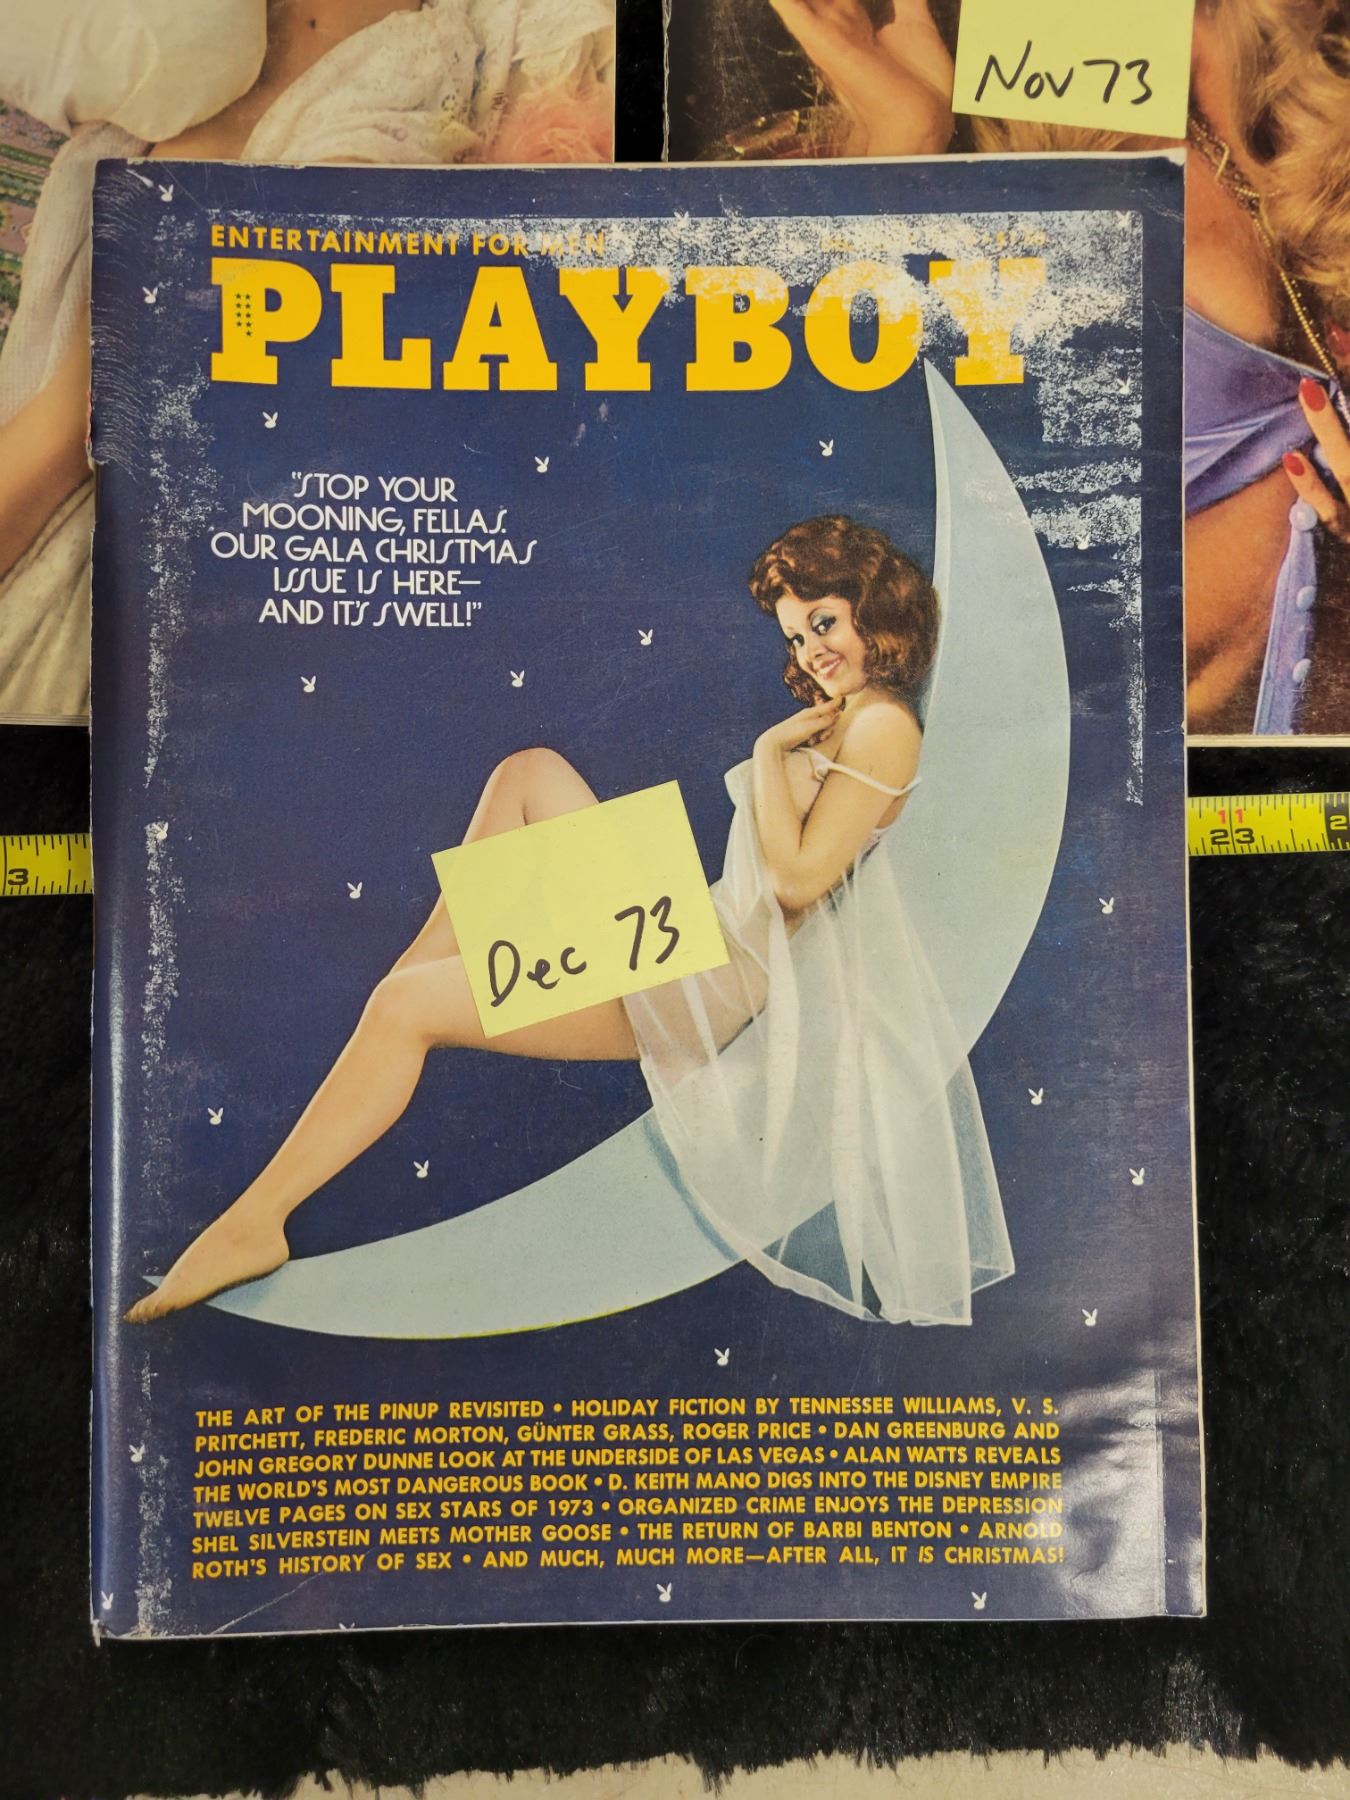 Nov 73
ENTERTAINMENT FOR MEN
PLAYBOY
"STOP YOUR
MOONING, FELLAS.
OUR GALA CHRISTMAS
ISSUE IS HERE—
AND IT'S SWELL!"
3
11
23
2
Dec 73
THE ART OF THE PINUP REVISITED • HOLIDAY FICTION BY TENNESSEE WILLIAMS, V. S.
PRITCHETT, FREDERIC MORTON, GÜNTER GRASS, ROGER PRICE • DAN GREENBURG AND
JOHN GREGORY DUNNE LOOK AT THE UNDERSIDE OF LAS VEGAS • ALAN WATTS REVEALS
THE WORLD'S MOST DANGEROUS BOOK • D. KEITH MANO DIGS INTO THE DISNEY EMPIRE
TWELVE PAGES ON SEX STARS OF 1973 • ORGANIZED CRIME ENJOYS THE DEPRESSION
SHEL SILVERSTEIN MEETS MOTHER GOOSE • THE RETURN OF BARBI BENTON • ARNOLD
ROTH'S HISTORY OF SEX • AND MUCH, MUCH MORE—AFTER ALL, IT IS CHRISTMAS!